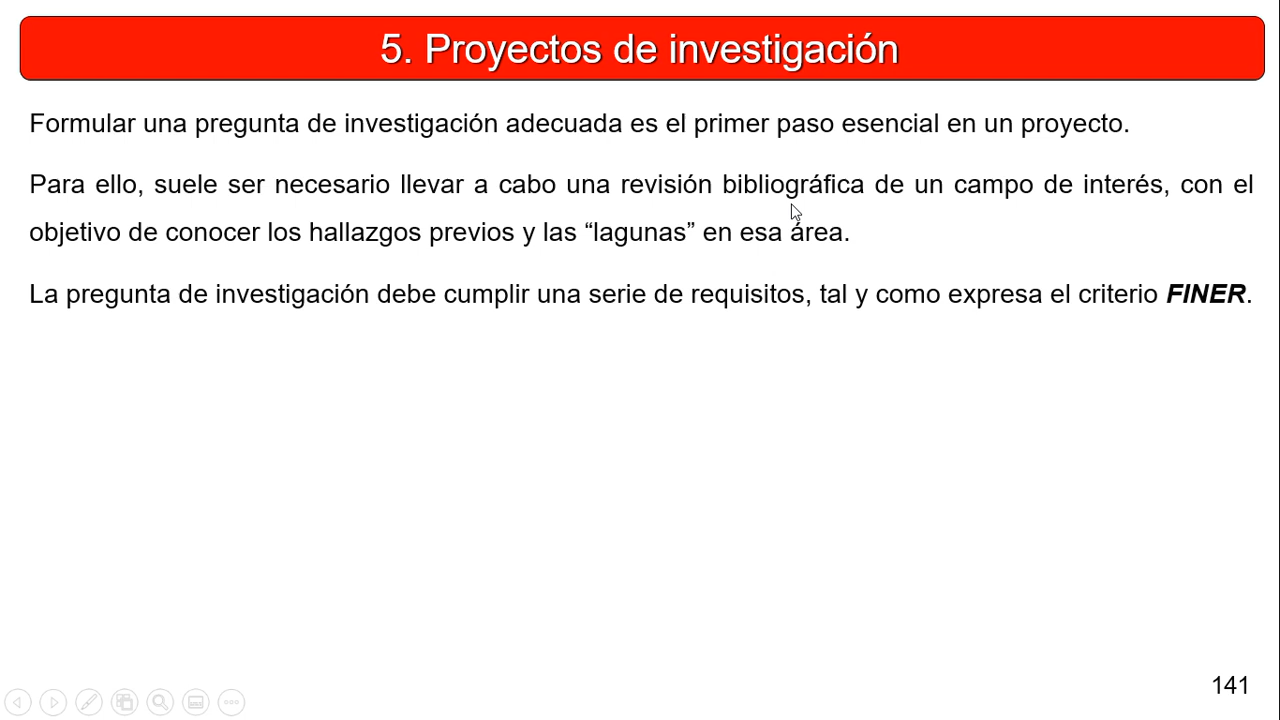 5. Proyectos de investigación
Formular una pregunta de investigación adecuada es el primer paso esencial en un proyecto.
Para ello, suele ser necesario llevar a cabo una revisión bibliográfica de un campo de interés, con el
objetivo de conocer los hallazgos previos y las “lagunas” en esa área.
La pregunta de investigación debe cumplir una serie de requisitos, tal y como expresa el criterio FINER.
141